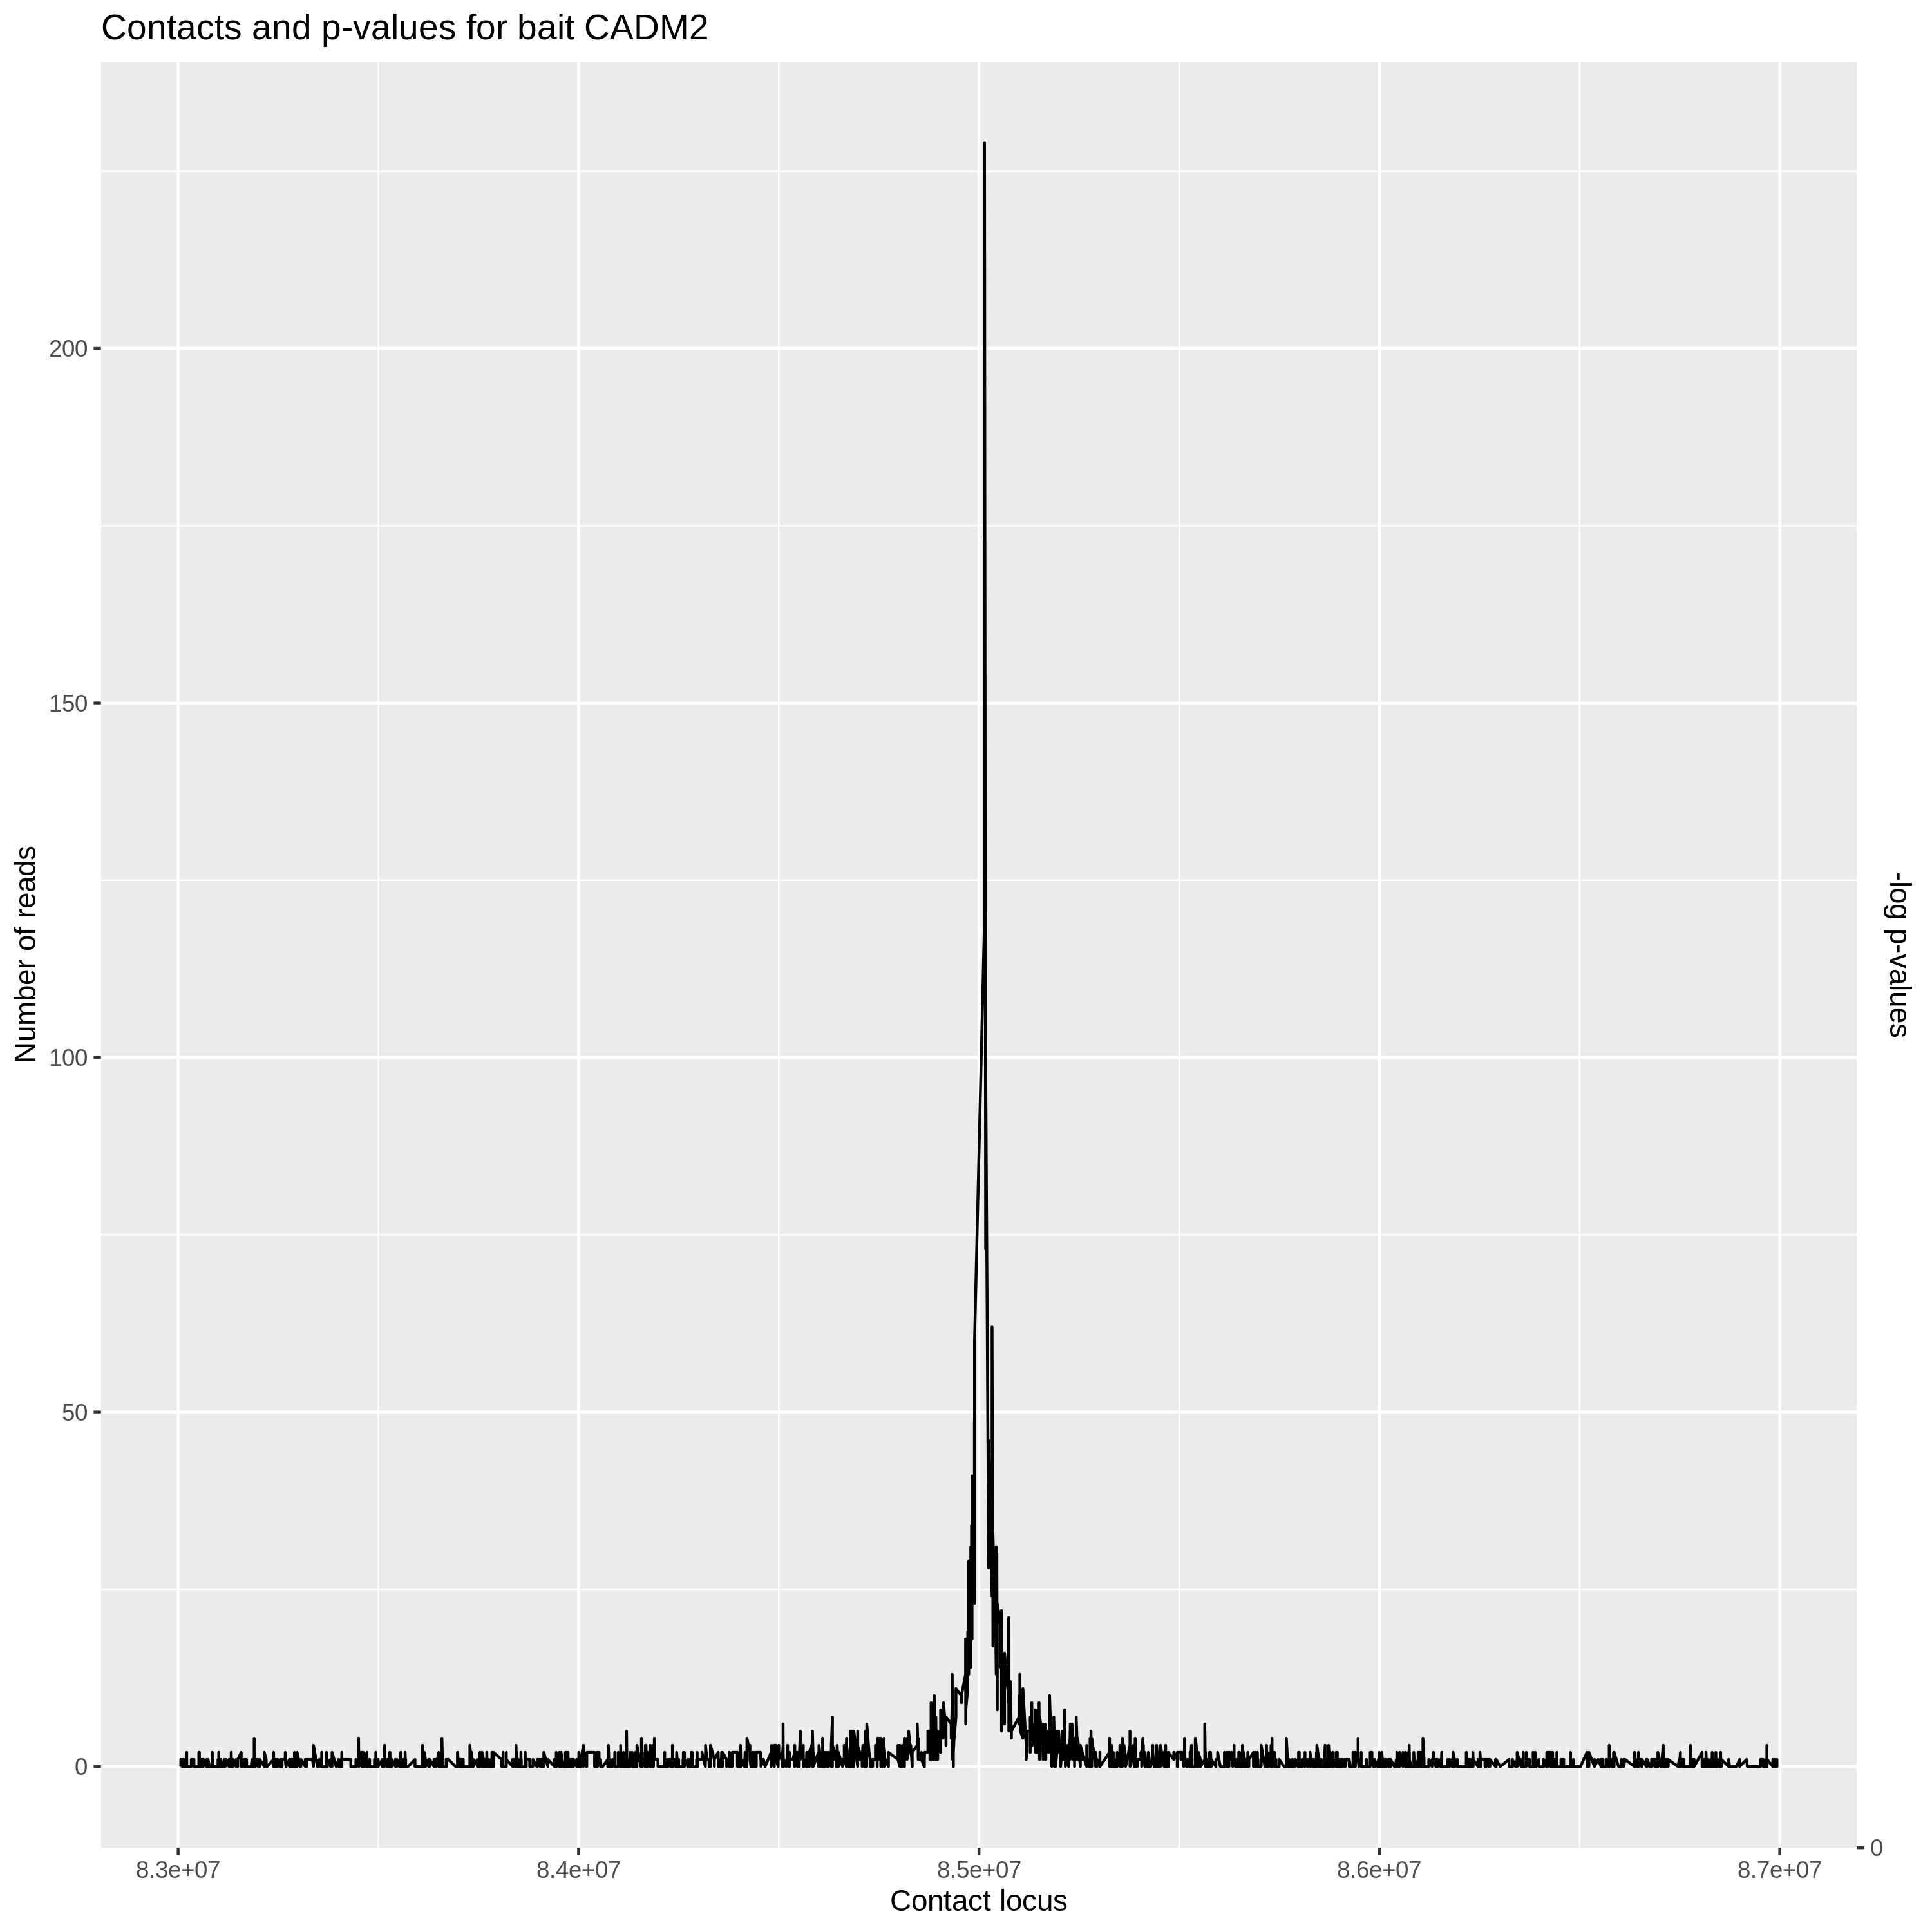 Contacts and p-values for bait CADM2
Number of reads
200
150
100
50
0
-log p-values
0
8.3e+07 8.4e+07 8.5e+07 8.6e+07 8.7e+07
Contact locus